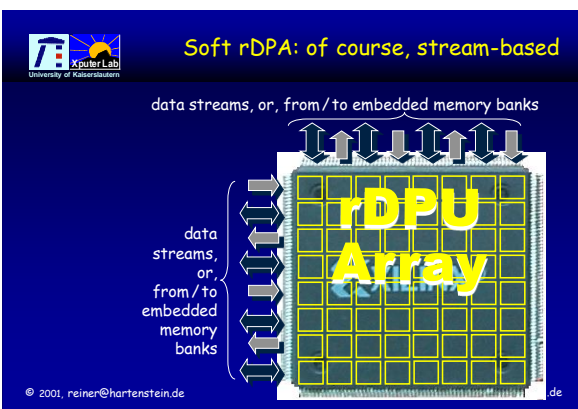 Soft rDPA: of course, stream-based
Xputer Lab
University of Kaiserslautern
data streams, or, from/to embedded memory banks
rDPU
Array
XILINX
data
streams,
or,
from/to
embedded
memory
banks
© 2001, reiner@hartenstein.de
.de